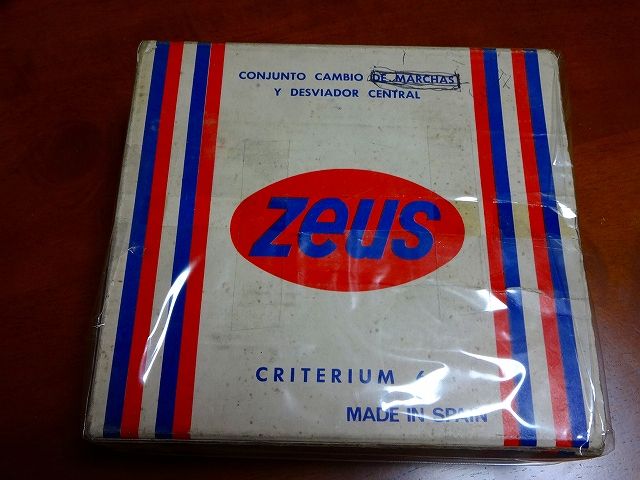 CONJUNTO CAMBIO DE MARCHAS
Y DESVIADOR CENTRAL
zeus
CRITERIUM
MADE IN SPAIN